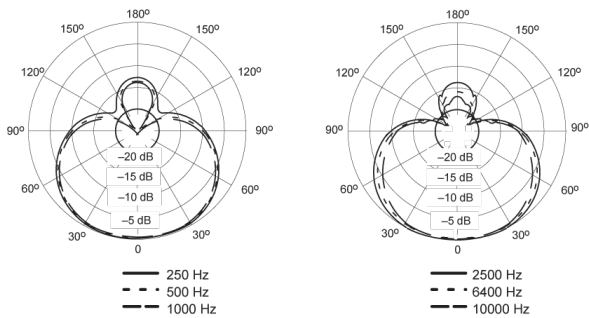 180º
150º 150º
120º 120º
90º 90º
–20 dB
–15 dB
60º 60º
–10 dB
–5 dB
30º 30º
0
250 Hz
500 Hz
1000 Hz
180º
150º 150º
120º 120º
90º 90º
–20 dB
–15 dB
60º 60º
–10 dB
–5 dB
30º 30º
0
2500 Hz
6400 Hz
10000 Hz